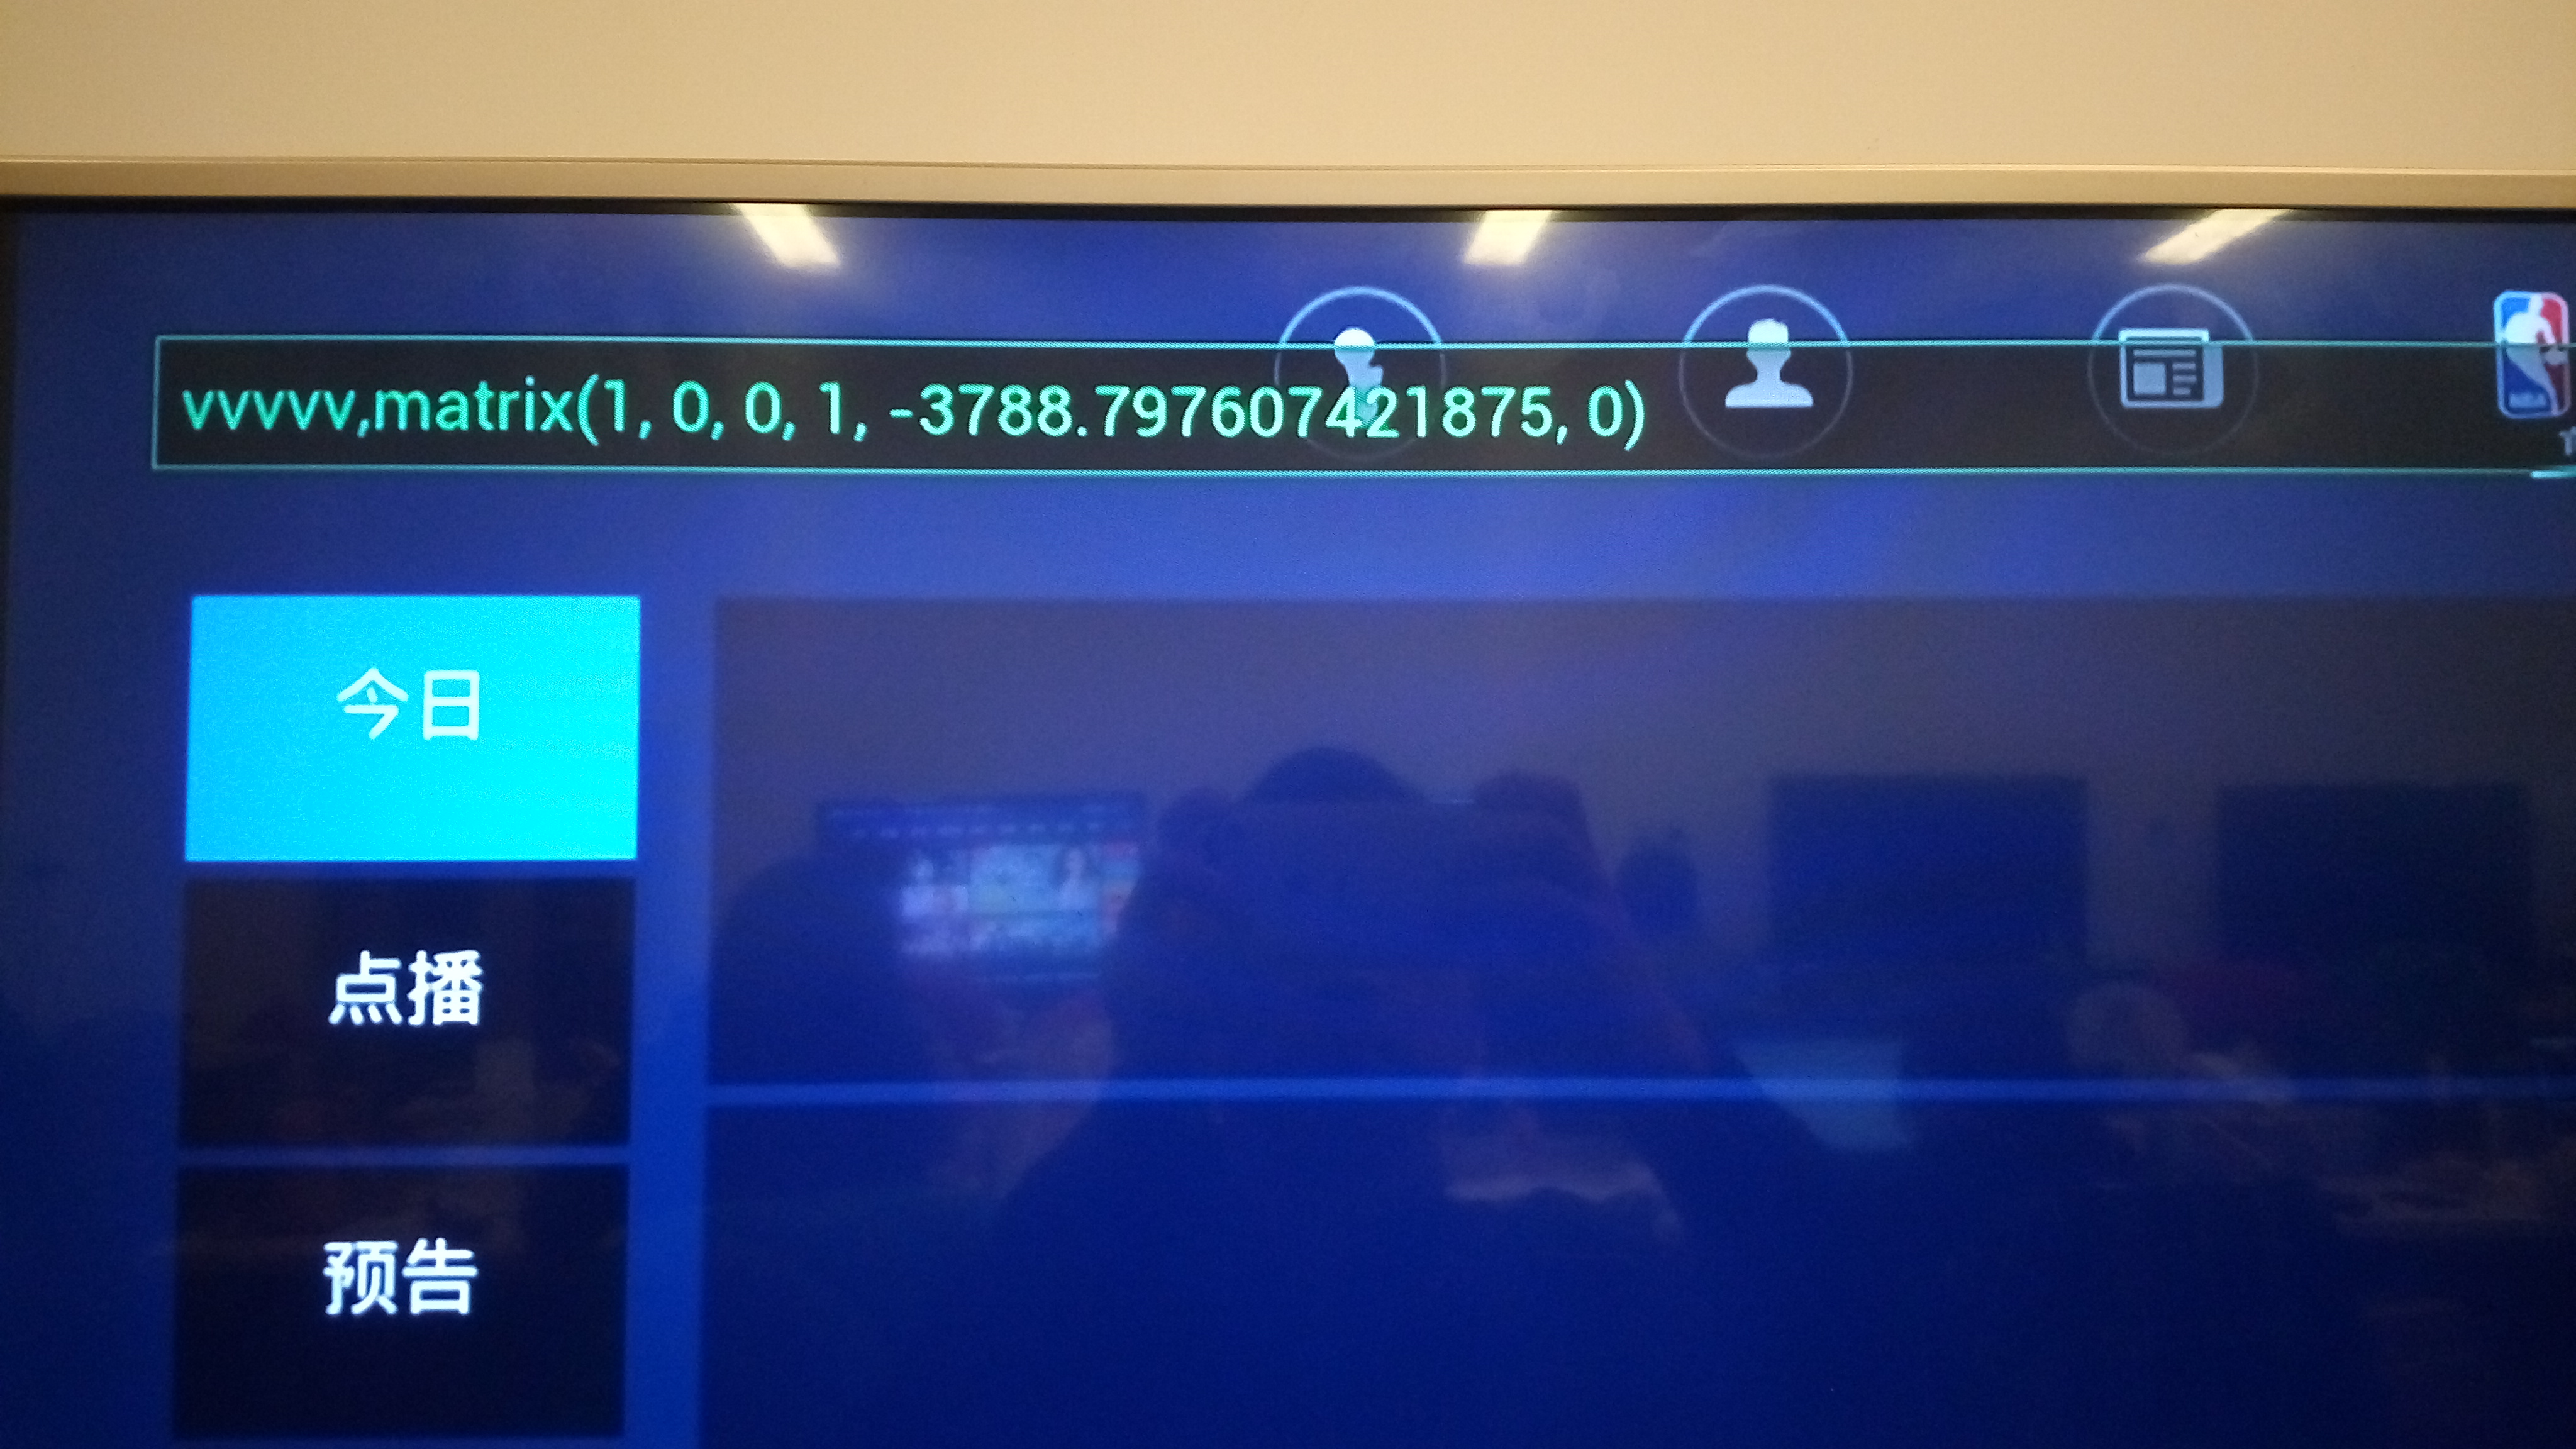 vvvvv,matrix(1, 0, 0, 1, -3788.797607421875, 0)
今日
点播
预告